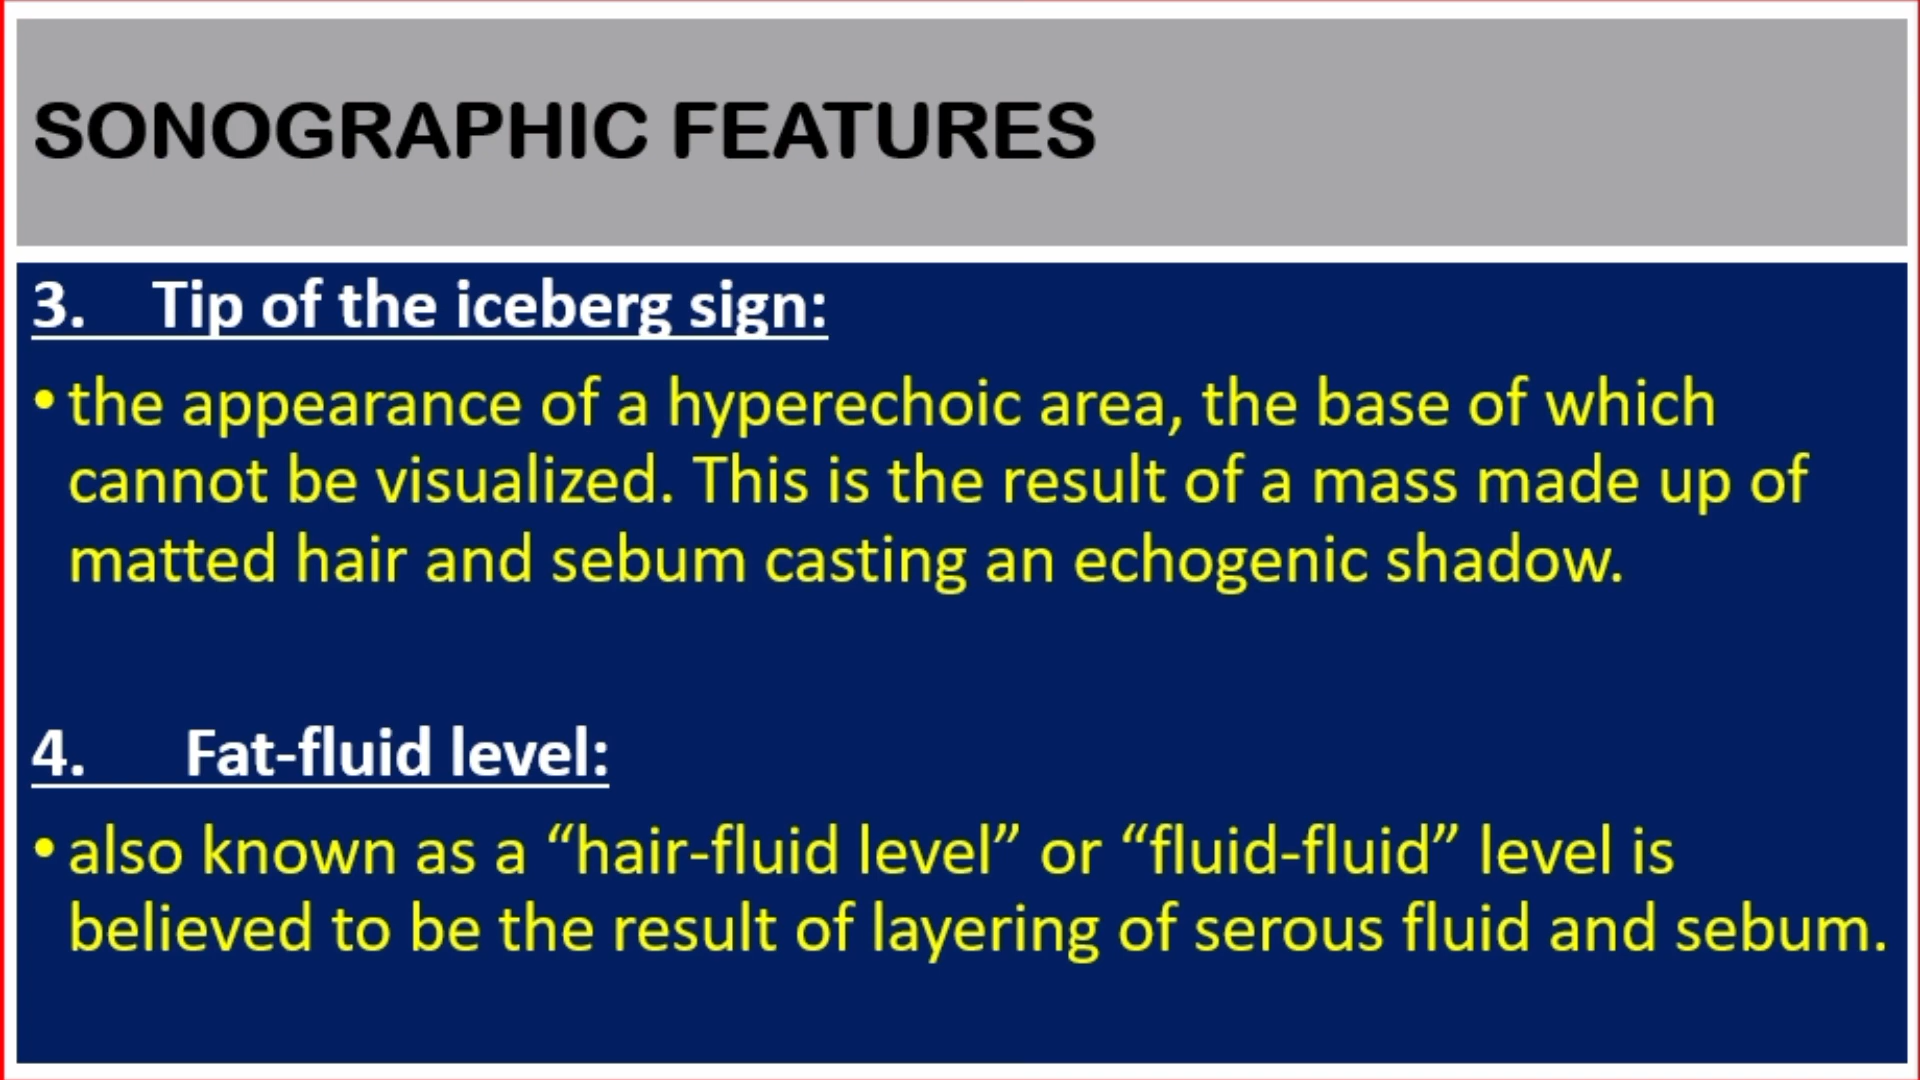 SONOGRAPHIC FEATURES
3. Tip of the iceberg sign:
• the appearance of a hyperechoic area, the base of which
cannot be visualized. This is the result of a mass made up of
matted hair and sebum casting an echogenic shadow.
4. Fat-fluid level:
• also known as a “hair-fluid level” or “fluid-fluid” level is
believed to be the result of layering of serous fluid and sebum.